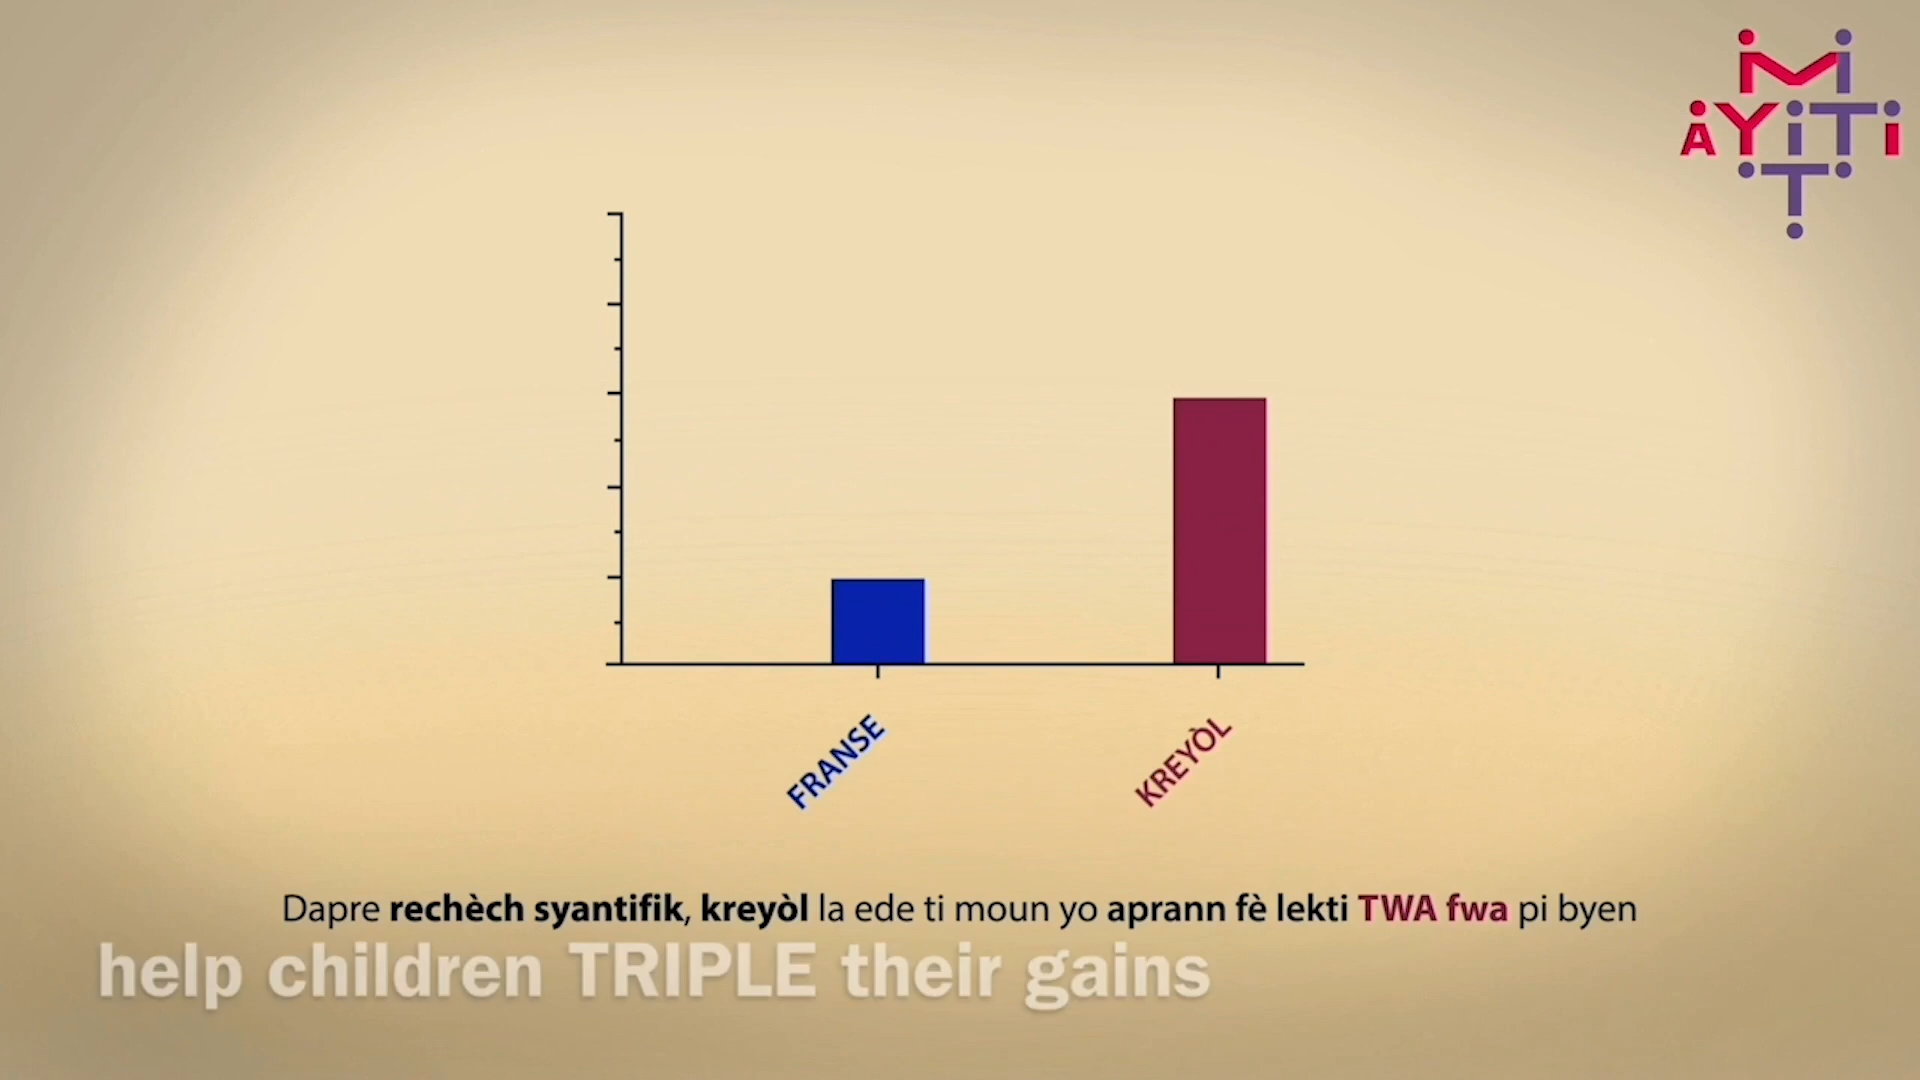 MiT
AYiTi
FRANSE
KREYÒL
Dapre rechèch syantifik, kreyòl la ede ti moun yo aprann fè lekti TWA fwa pi byen
help children TRIPLE their gains